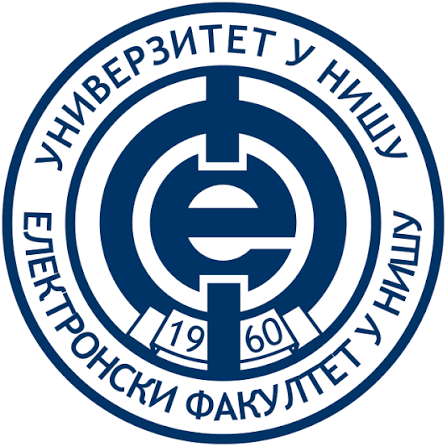 УНИВЕРЗИТЕТ У НИШУ
е
1960
ЕЛЕКТРОНСКИ ФАКУЛТЕТ У НИШУ